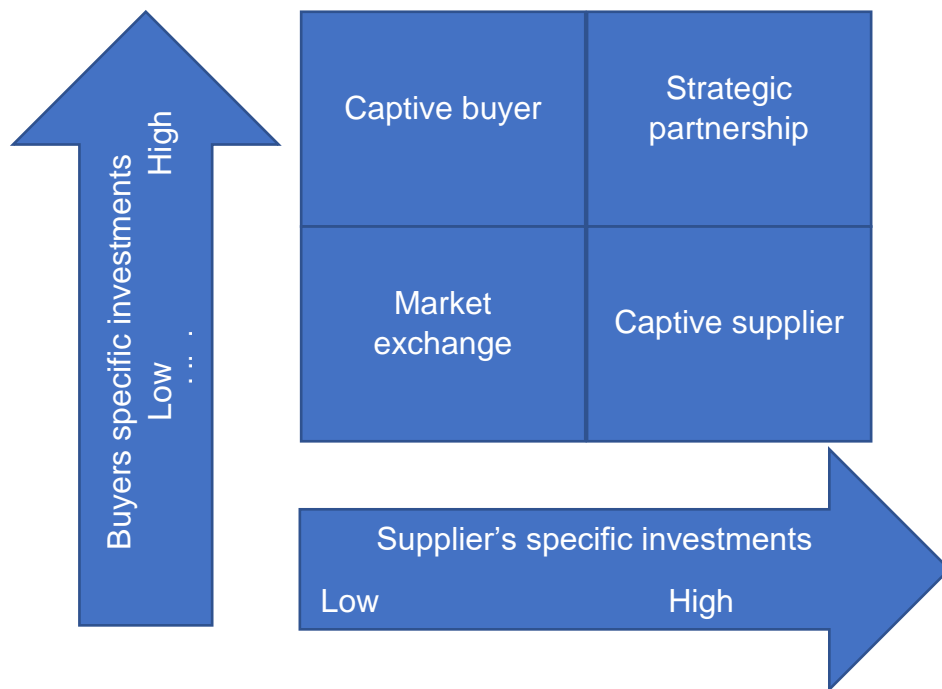 Captive buyer
Strategic
partnership
Market
exchange
Captive supplier
Buyers specific investments
Low High
Supplier’s specific investments
Low High